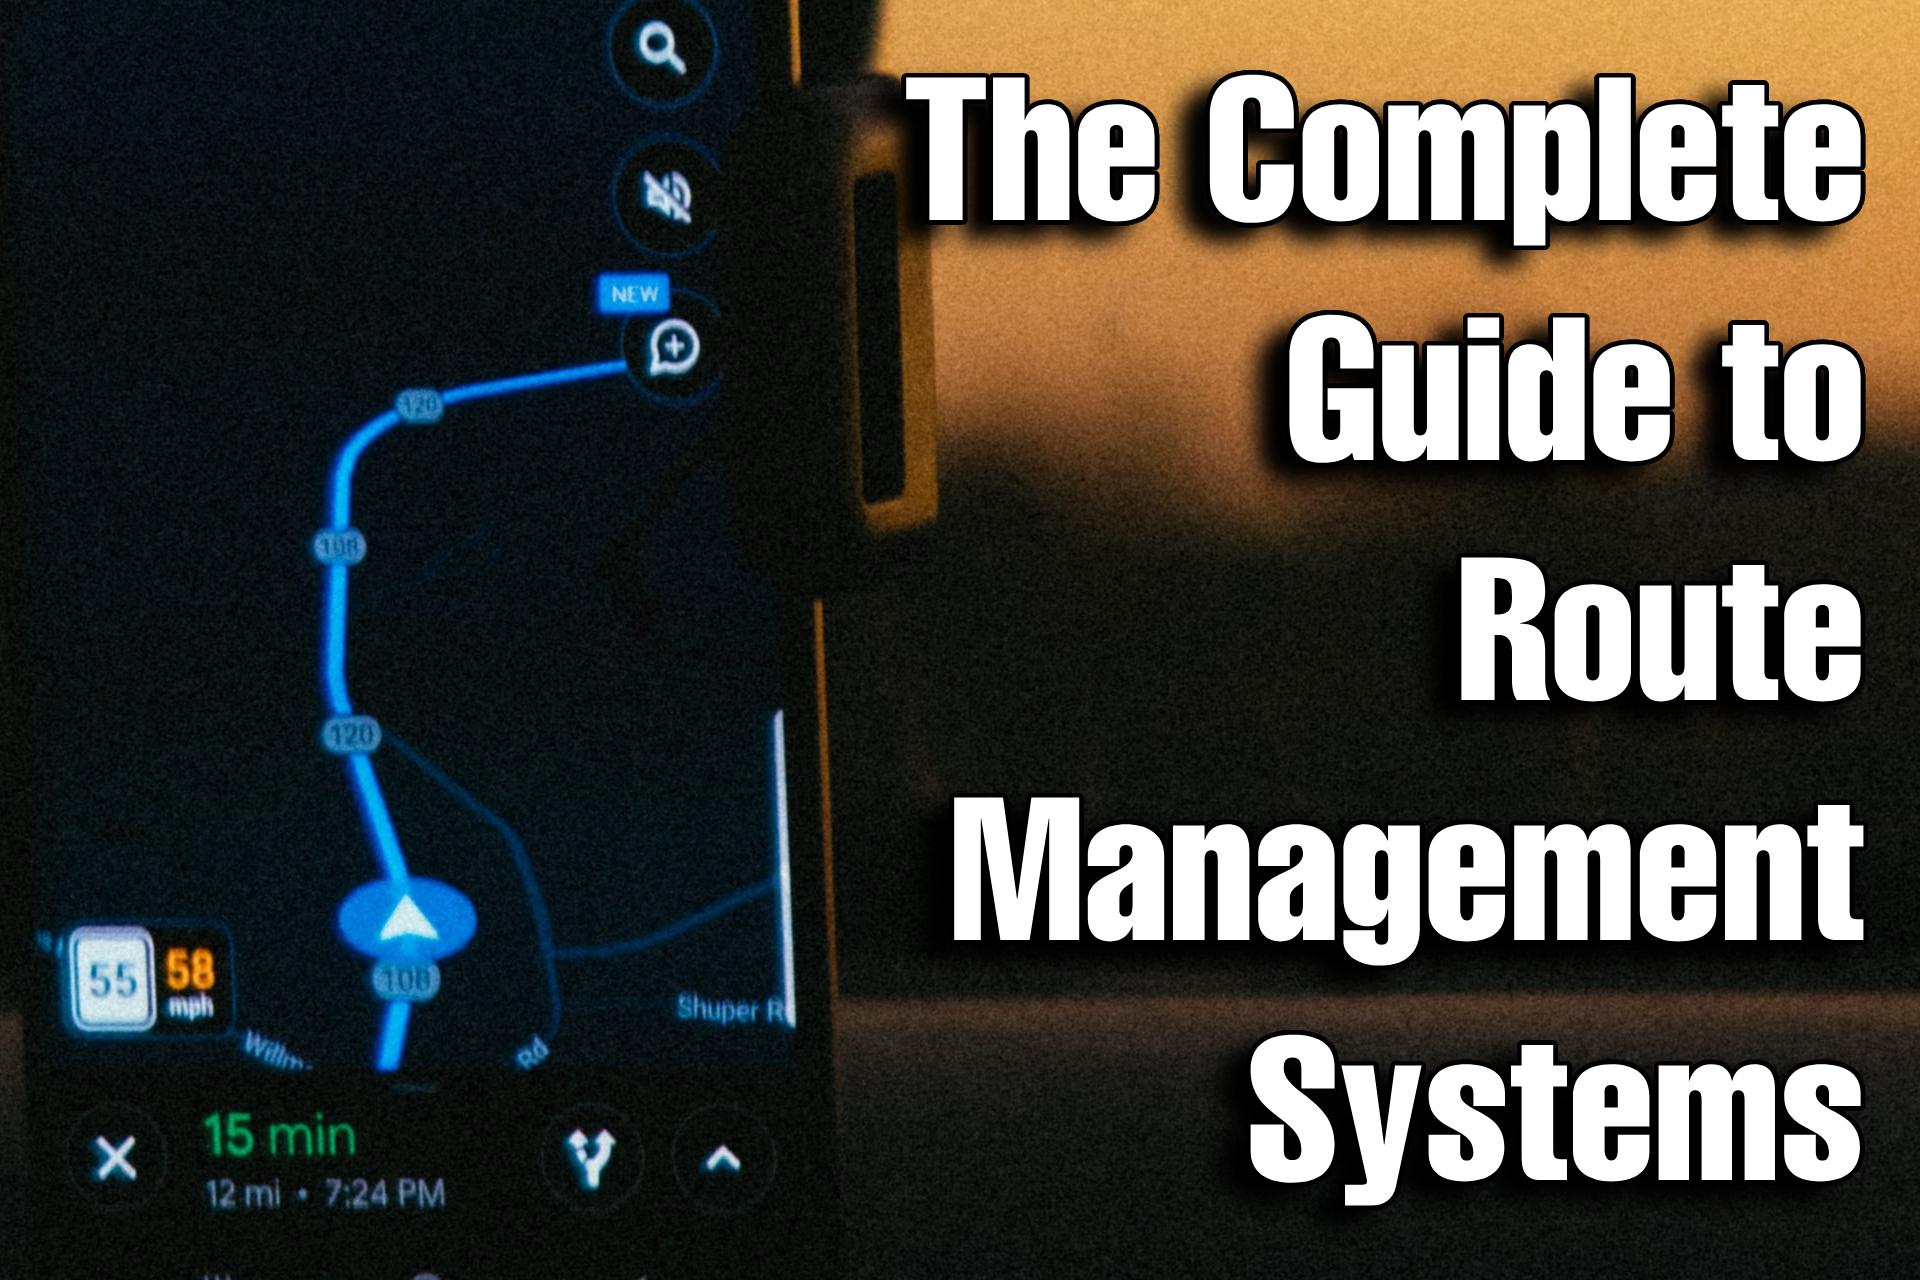 The Complete
Guide to
Route
Management
Systems
NEW
120
108
120
108
55
58
mph
Shuper
Rd
15 min
12 mi • 7:24 PM